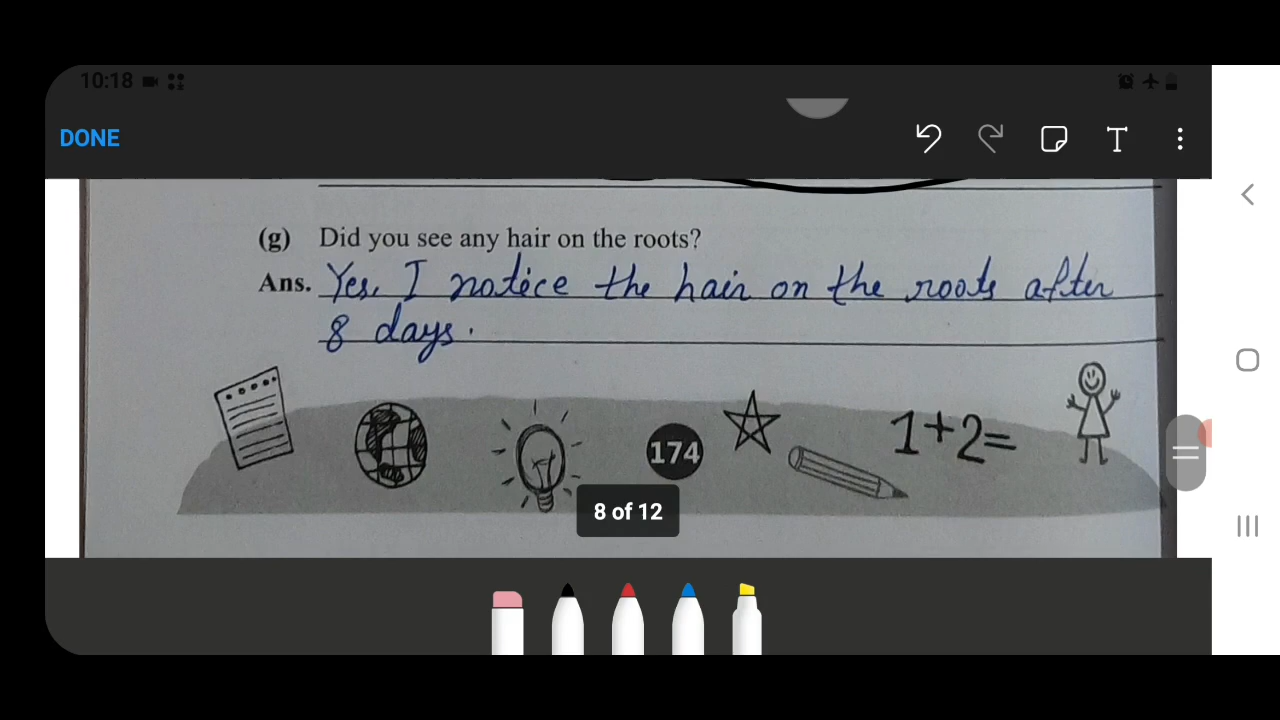 10:18
DONE
T
(g) Did you see any hair on the roots?
Ans. Yes, I notice the hair on the roots after
8 days.
174
1+2=
8 of 12